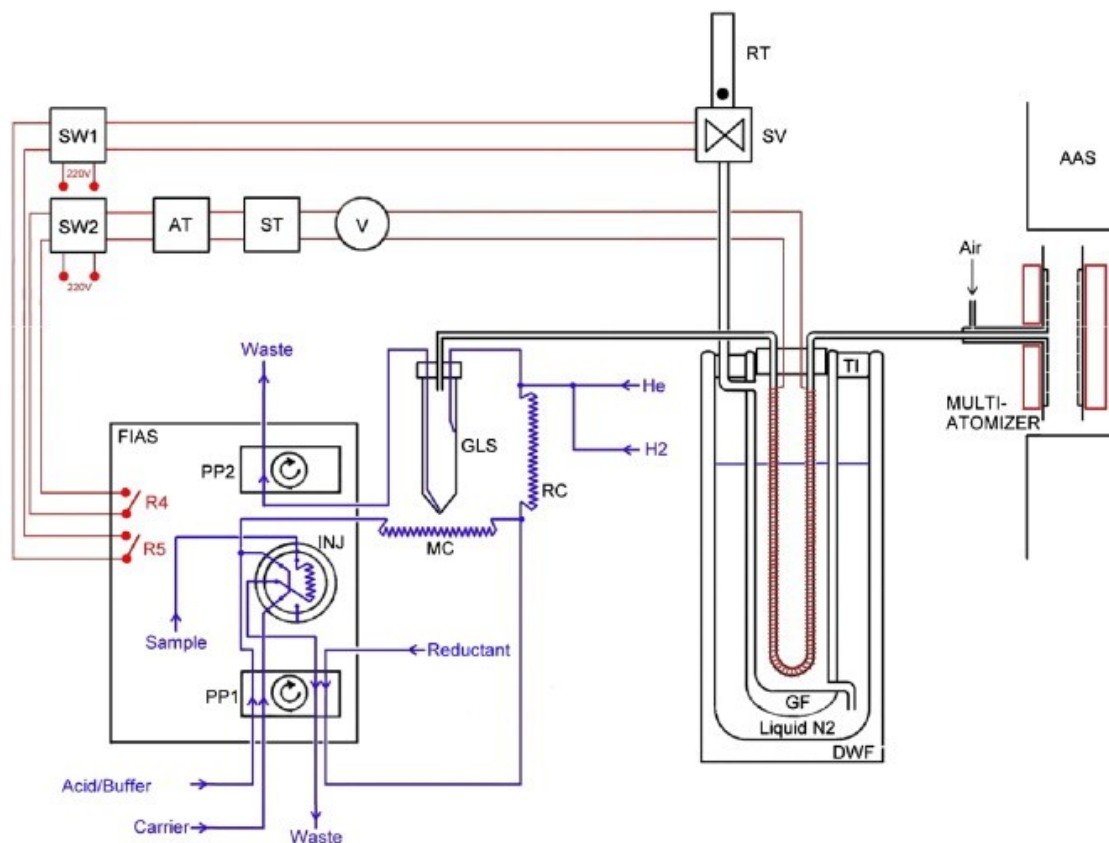 RT
SW1
SV
AAS
220V
SW2
AT
ST
V
220V
Air
Waste
He
TI
MULTI-
ATOMIZER
FIAS
GLS
H2
PP2
RC
R4
INJ
MC
R5
Sample
Reductant
PP1
GF
Liquid N2
DWF
Acid/Buffer
Carrier
Waste